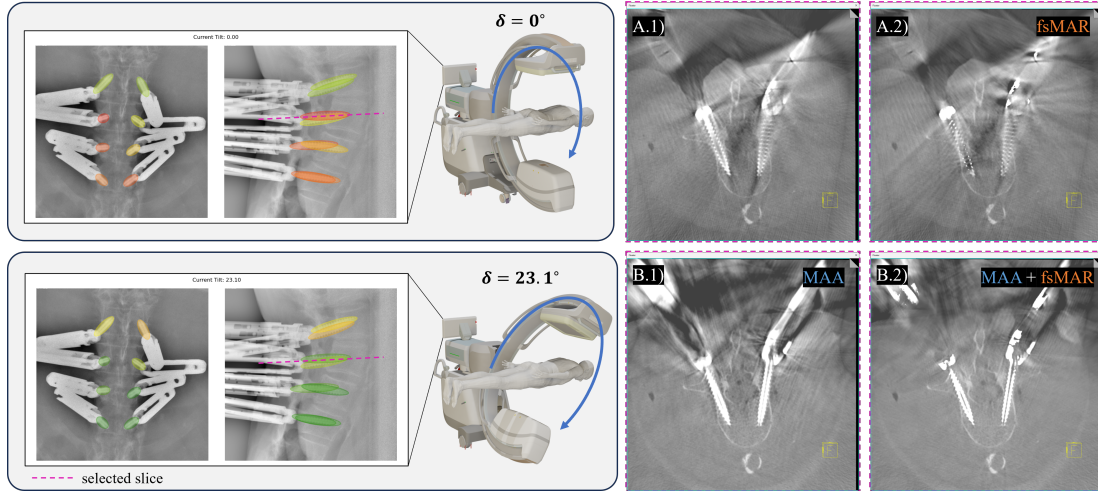 Current Tilt: 0.00
δ = 0°
A.1)
A.2)
fsMAR
F
F
Current Tilt: 23.10
δ = 23.1°
B.1)
MAA
B.2)
MAA + fsMAR
F
F
selected slice